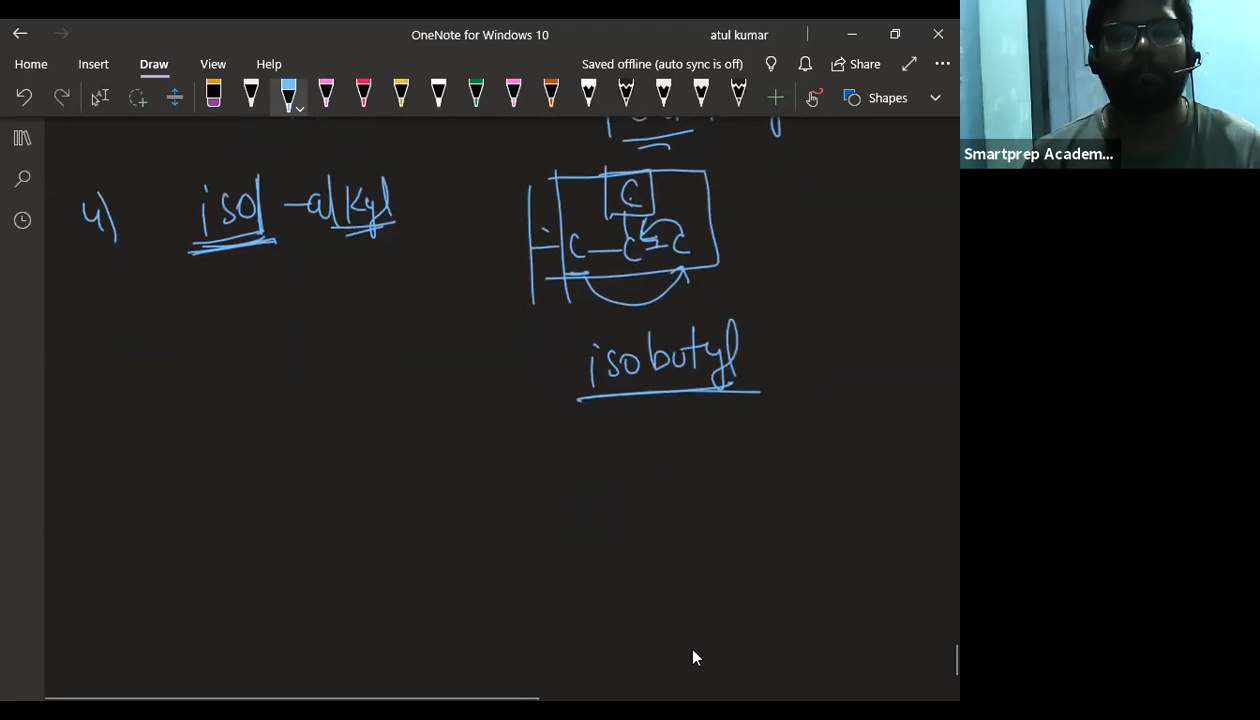 OneNote for Windows 10
atul kumar
Home Insert Draw View Help
Saved offline (auto sync is off)
Share
Shapes
Smartprep Academ...
4) iso -alkyl
C
C — C C
isobutyl